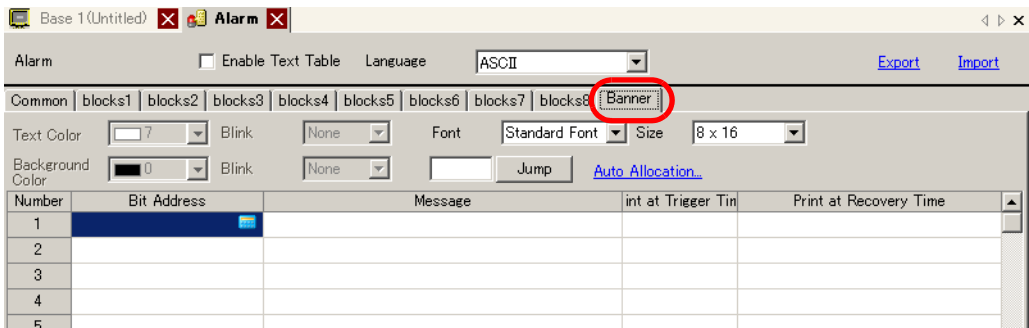 Base 1(Untitled) Alarm
Alarm Enable Text Table Language ASCII Export Import
Common blocks1 blocks2 blocks3 blocks4 blocks5 blocks6 blocks7 blocks8 Banner
Text Color 7 Blink None Font Standard Font Size 8 x 16
Background Color 0 Blink None Jump Auto Allocation...
Number Bit Address Message int at Trigger Tin Print at Recovery Time
1
2
3
4
5